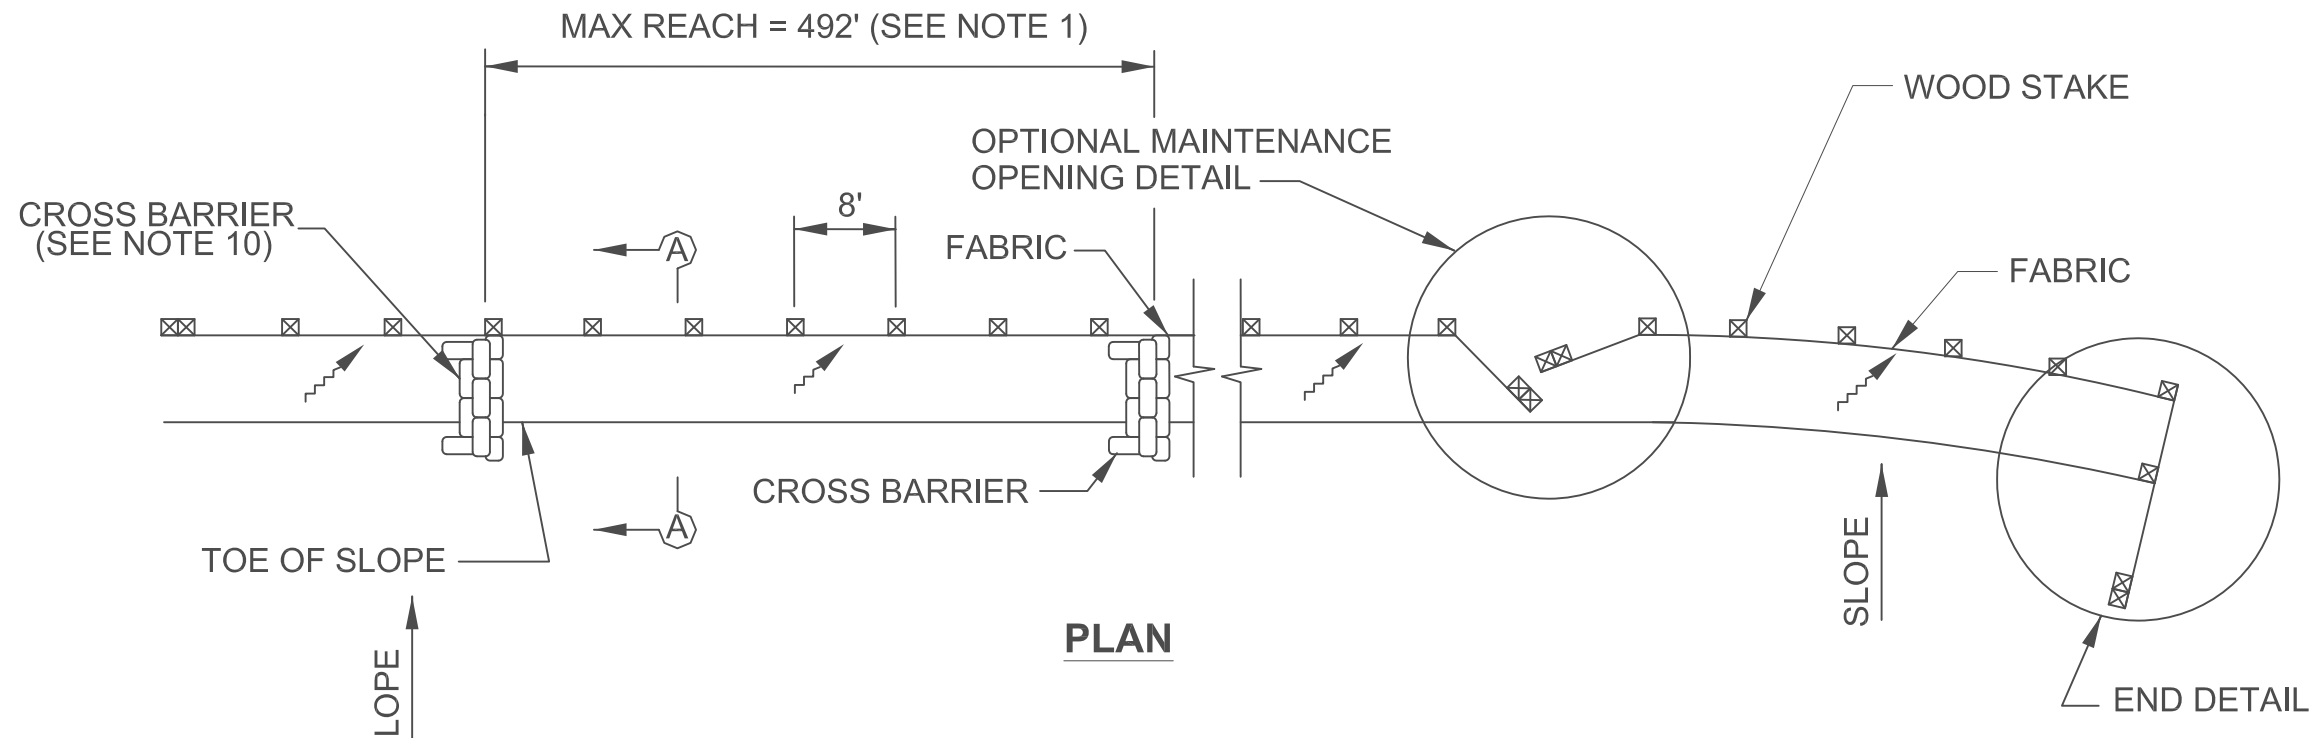 MAX REACH = 492' (SEE NOTE 1)
WOOD STAKE
OPTIONAL MAINTENANCE
OPENING DETAIL
CROSS BARRIER
(SEE NOTE 10)
8'
A
FABRIC
FABRIC
CROSS BARRIER
A
TOE OF SLOPE
SLOPE
PLAN
LOPE
END DETAIL